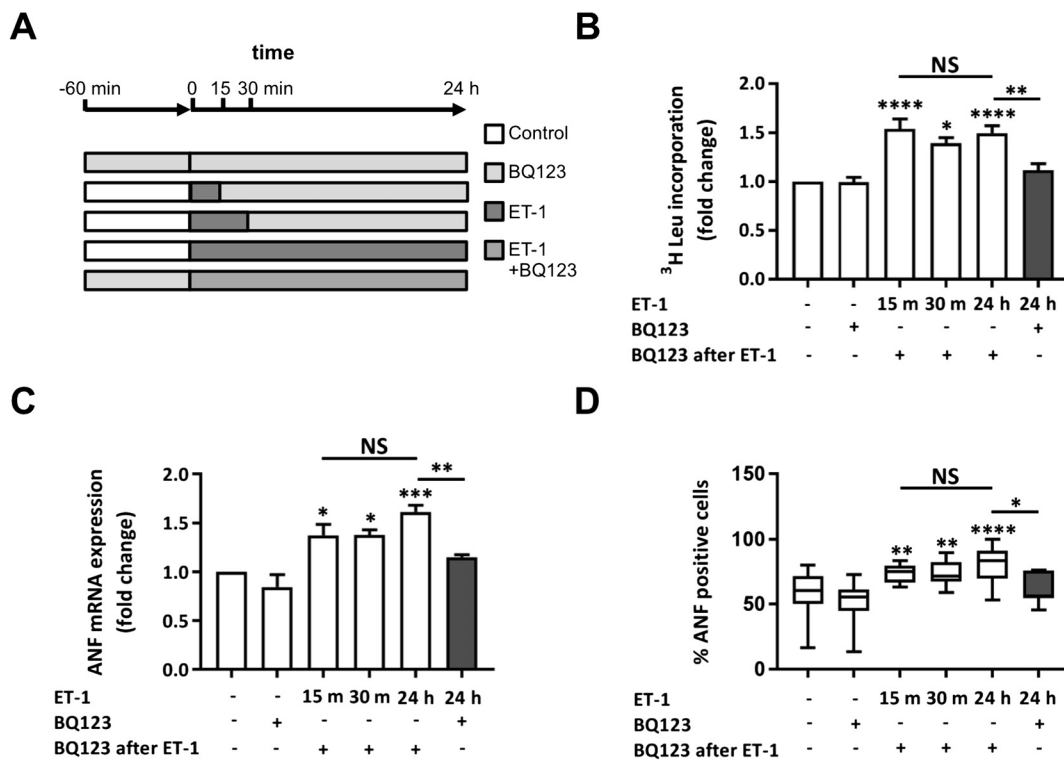 A
time
-60 min
0 15 30 min
24 h
Control
BQ123
ET-1
ET-1
+BQ123
B
³H Leu incorporation
(fold change)
2.0
1.5
1.0
0.5
0.0
NS
**
**** * ****
ET-1 - - 15 m 30 m 24 h 24 h
BQ123 - + - - - +
BQ123 after ET-1 - - + + + -
C
ANF mRNA expression
(fold change)
2.0
1.5
1.0
0.5
0.0
NS
**
* * ***
ET-1 - - 15 m 30 m 24 h 24 h
BQ123 - + - - - +
BQ123 after ET-1 - - + + + -
D
% ANF positive cells
150
100
50
0
NS
*
** ** ****
ET-1 - - 15 m 30 m 24 h 24 h
BQ123 - + - - - +
BQ123 after ET-1 - - + + + -